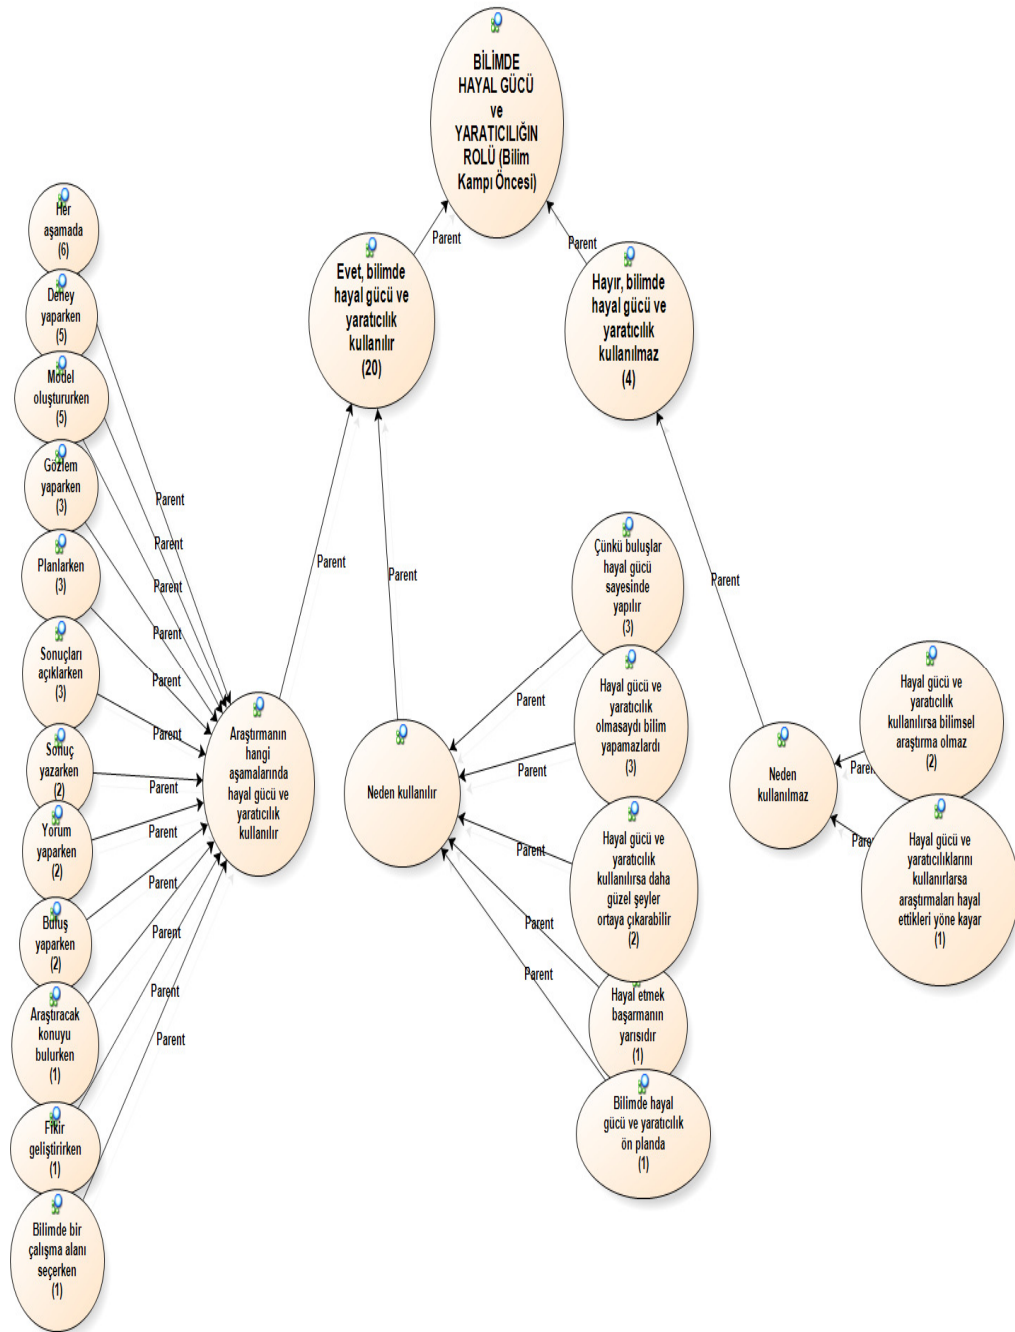 BİLİMDE
HAYAL GÜCÜ
ve
YARATICILIĞIN
ROLÜ (Bilim
Kampı Öncesi)
Parent
Parent
Evet, bilimde
hayal gücü ve
yaratıcılık
kullanılır
(20)
Hayır, bilimde
hayal gücü ve
yaratıcılık
kullanılmaz
(4)
Her
aşamada
(6)
Deney
yaparken
(5)
Model
oluştururken
(5)
Gözlem
yaparken
(3)
Planlarken
(3)
Sonuçları
açıklarken
(3)
Sonuç
yazarken
(2)
Yorum
yaparken
(2)
Buluş
yaparken
(2)
Araştıracak
konuyu
bulurken
(1)
Fikir
geliştirirken
(1)
Bilimde bir
çalışma alanı
seçerken
(1)
Parent
Parent
Parent
Parent
Parent
Parent
Parent
Parent
Parent
Parent
Parent
Araştırmanın
hangi
aşamalarında
hayal gücü ve
yaratıcılık
kullanılır
Parent
Parent
Neden kullanılır
Parent
Parent
Parent
Parent
Parent
Çünkü buluşlar
hayal gücü
sayesinde
yapılır
(3)
Hayal gücü ve
yaratıcılık
olmasaydı bilim
yapamazlardı
(3)
Hayal gücü ve
yaratıcılık
kullanılırsa daha
güzel şeyler
ortaya çıkarabilir
(2)
Hayal etmek
başarmanın
yarısıdır
(1)
Bilimde hayal
gücü ve yaratıcılık
ön planda
(1)
Parent
Neden
kullanılmaz
Parent
Parent
Hayal gücü ve
yaratıcılık
kullanılırsa bilimsel
araştırma olmaz
(2)
Hayal gücü ve
yaratıcılıklarını
kullanırlarsa
araştırmaları hayal
ettikleri yöne kayar
(1)